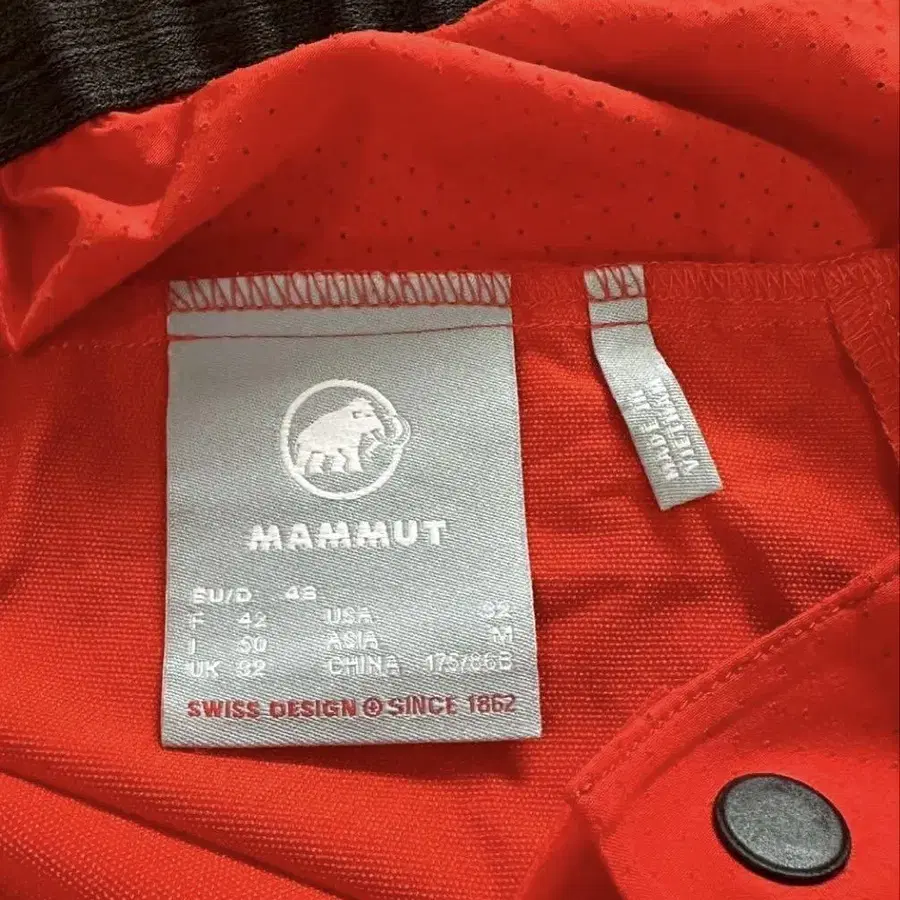 MAMMUT
EU/D 48
F 42 USA 32
I 50 ASIA M
UK 32 CHINA 175/86B
SWISS DESIGN SINCE 1862
MADE IN
VIETNAM